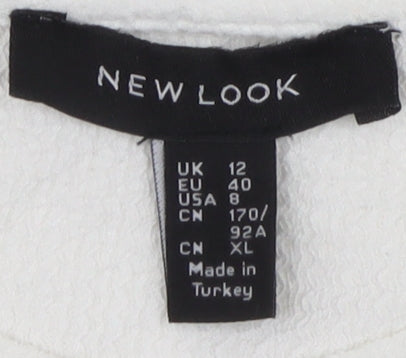 NEW LOOK
UK 12
EU 40
USA 8
CN 170/
92A
CN XL
Made in
Turkey